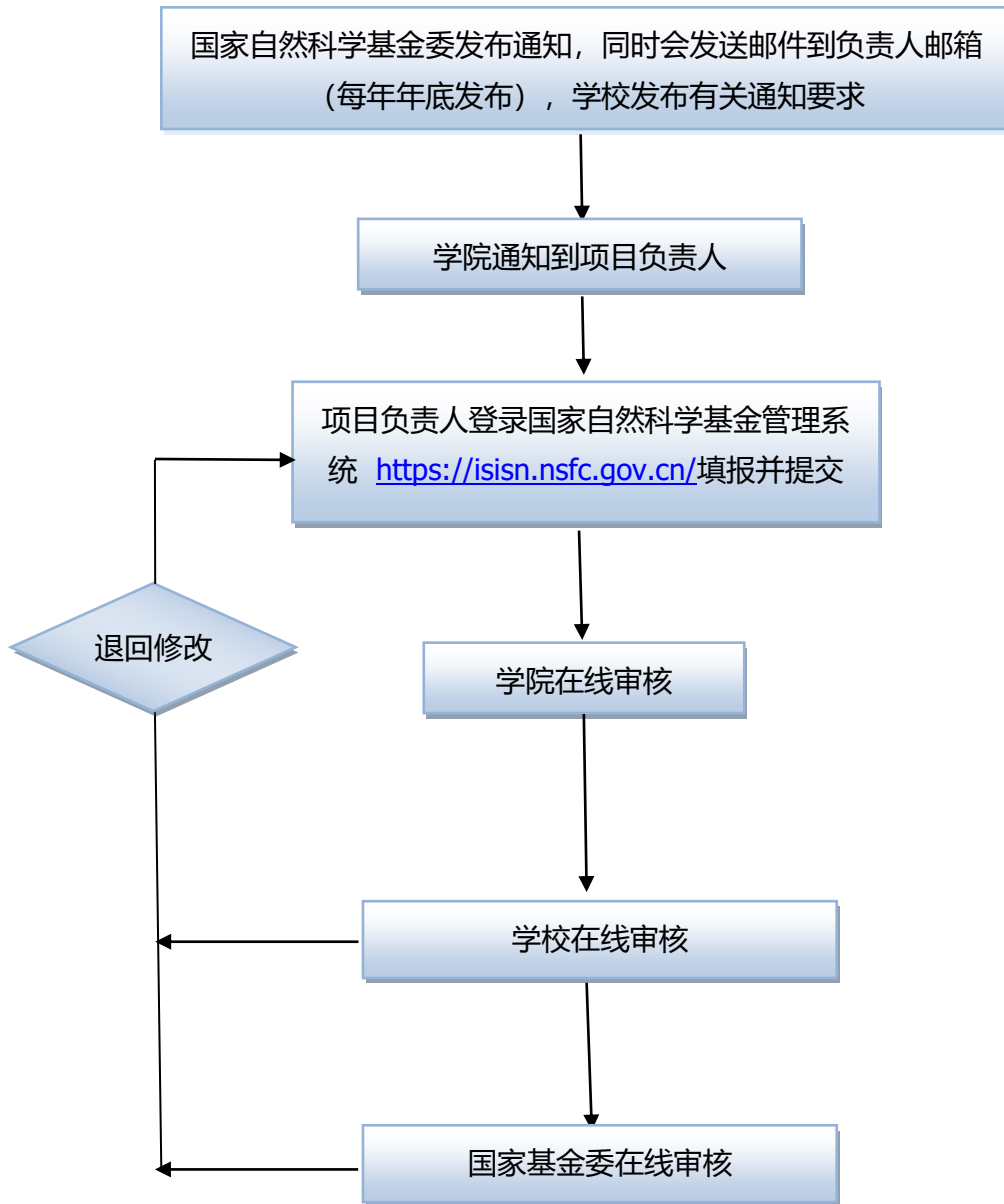 国家自然科学基金委发布通知，同时会发送邮件到负责人邮箱
（每年年底发布），学校发布有关通知要求
学院通知到项目负责人
项目负责人登录国家自然科学基金管理系
统 https://isisn.nsfc.gov.cn/填报并提交
退回修改
学院在线审核
学校在线审核
国家基金委在线审核